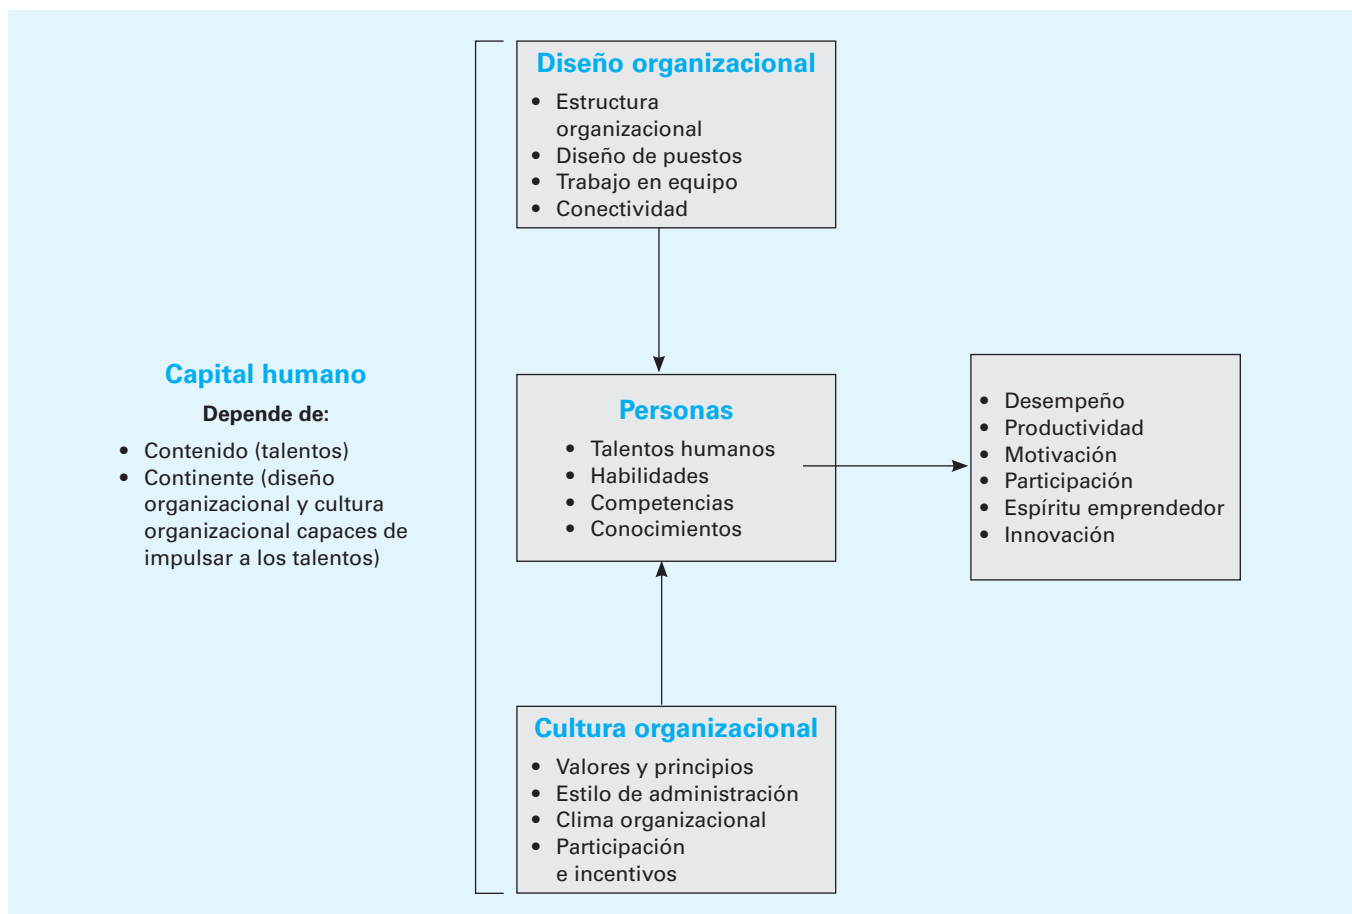 Diseño organizacional
• Estructura
organizacional
• Diseño de puestos
• Trabajo en equipo
• Conectividad
Capital humano
Depende de:
• Contenido (talentos)
• Continente (diseño
organizacional y cultura
organizacional capaces de
impulsar a los talentos)
Personas
• Talentos humanos
• Habilidades
• Competencias
• Conocimientos
• Desempeño
• Productividad
• Motivación
• Participación
• Espíritu emprendedor
• Innovación
Cultura organizacional
• Valores y principios
• Estilo de administración
• Clima organizacional
• Participación
e incentivos